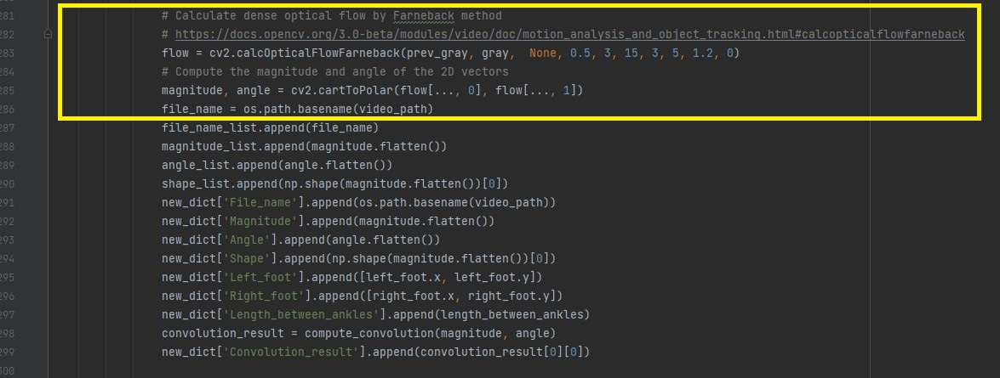 281 # Calculate dense optical flow by Farneback method
282 # https://docs.opencv.org/3.0-beta/modules/video/doc/motion_analysis_and_object_tracking.html#calcopticalflowfarneback
283 flow = cv2.calcOpticalFlowFarneback(prev_gray, gray,  None, 0.5, 3, 15, 3, 5, 1.2, 0)
284 # Compute the magnitude and angle of the 2D vectors
285 magnitude, angle = cv2.cartToPolar(flow[..., 0], flow[..., 1])
286 file_name = os.path.basename(video_path)
287 file_name_list.append(file_name)
288 magnitude_list.append(magnitude.flatten())
289 angle_list.append(angle.flatten())
290 shape_list.append(np.shape(magnitude.flatten())[0])
291 new_dict['File_name'].append(os.path.basename(video_path))
292 new_dict['Magnitude'].append(magnitude.flatten())
293 new_dict['Angle'].append(angle.flatten())
294 new_dict['Shape'].append(np.shape(magnitude.flatten())[0])
295 new_dict['Left_foot'].append([left_foot.x, left_foot.y])
296 new_dict['Right_foot'].append([right_foot.x, right_foot.y])
297 new_dict['Length_between_ankles'].append(length_between_ankles)
298 convolution_result = compute_convolution(magnitude, angle)
299 new_dict['Convolution_result'].append(convolution_result[0][0])
300